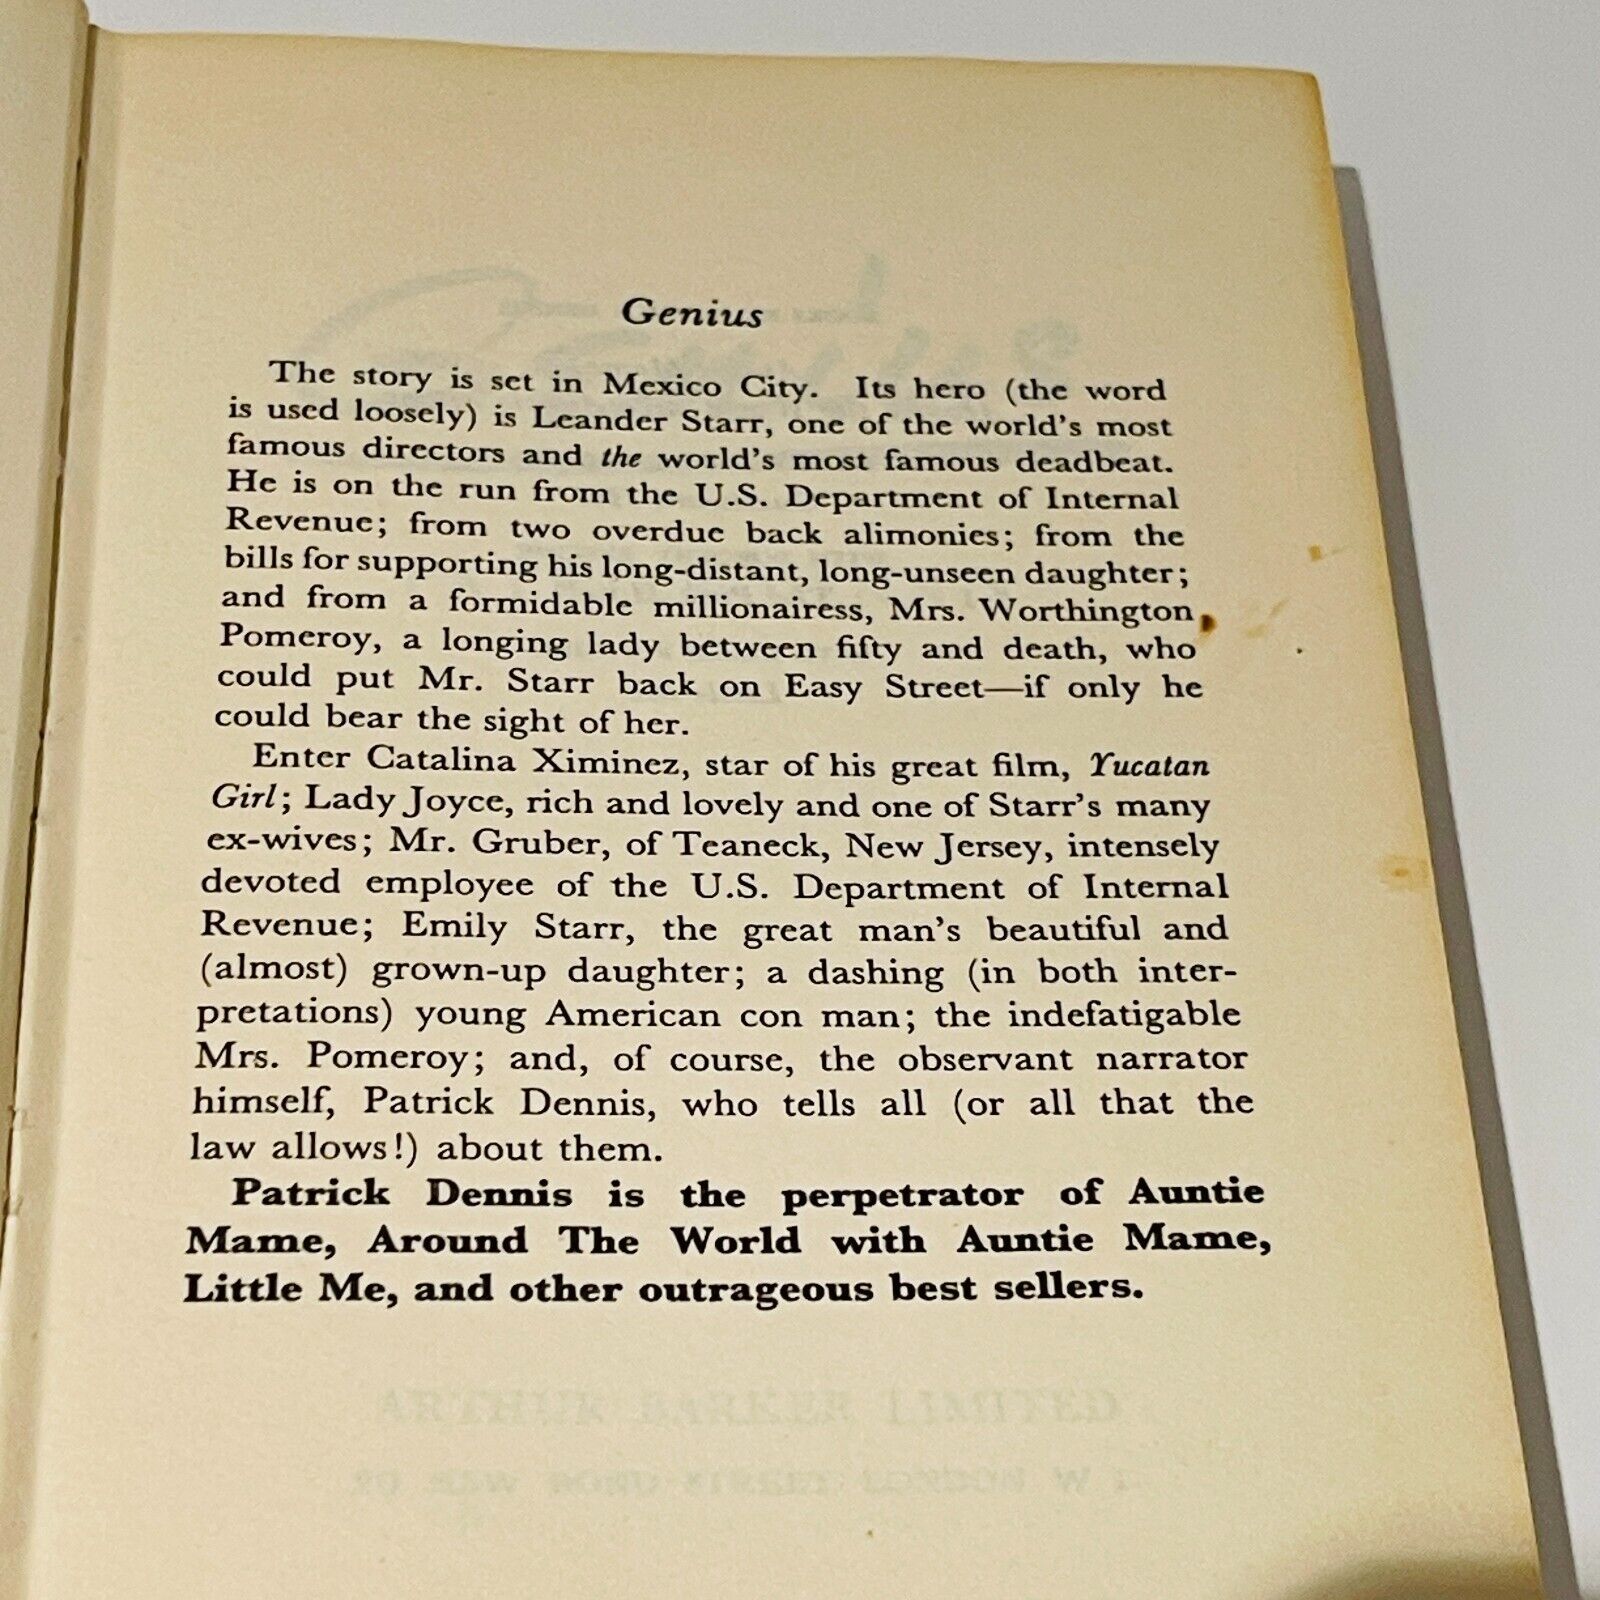 Genius
The story is set in Mexico City. Its hero (the word
is used loosely) is Leander Starr, one of the world's most
famous directors and the world's most famous deadbeat.
He is on the run from the U.S. Department of Internal
Revenue; from two overdue back alimonies; from the
bills for supporting his long-distant, long-unseen daughter;
and from a formidable millionairess, Mrs. Worthington
Pomeroy, a longing lady between fifty and death, who
could put Mr. Starr back on Easy Street—if only he
could bear the sight of her.
Enter Catalina Ximinez, star of his great film, Yucatan
Girl; Lady Joyce, rich and lovely and one of Starr's many
ex-wives; Mr. Gruber, of Teaneck, New Jersey, intensely
devoted employee of the U.S. Department of Internal
Revenue; Emily Starr, the great man's beautiful and
(almost) grown-up daughter; a dashing (in both inter-
pretations) young American con man; the indefatigable
Mrs. Pomeroy; and, of course, the observant narrator
himself, Patrick Dennis, who tells all (or all that the
law allows!) about them.
Patrick Dennis is the perpetrator of Auntie
Mame, Around The World with Auntie Mame,
Little Me, and other outrageous best sellers.
ARTHUR BARKER LIMITED
20 NEW BOND STREET LONDON W 1